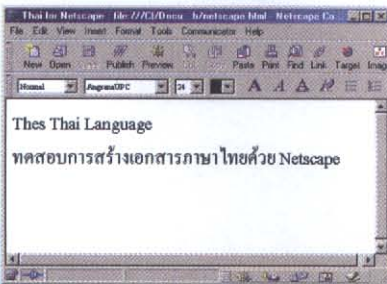 Thai for Netscape file:///C|/Docu h/netscape.html - Netscape Co
File Edit View Insert Format Tools Communicator Help
New Open Publish Preview Paste Print Find Link Target Imag
Normal AngsanaUPC 24
Thes Thai Language
ทดสอบการสร้างเอกสารภาษาไทยด้วย Netscape